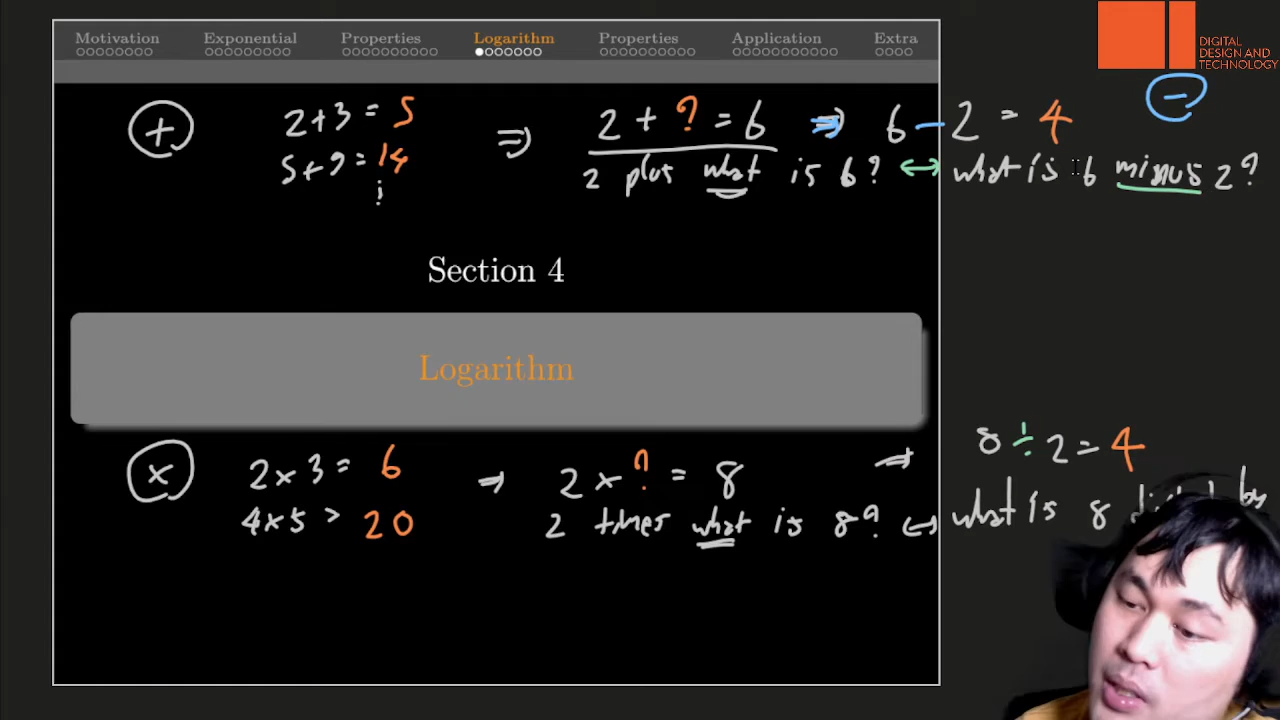 Motivation Exponential Properties Logarithm Properties Application Extra
DIGITAL
DESIGN AND
TECHNOLOGY
+ 2+3 = 5 ⇒ 2 + ? = 6 ⇒ 6 − 2 = 4 −
5+9 = 14
2 plus what is 6? ↔ what is 6 minus 2?
Section 4
Logarithm
× 2×3 = 6 ⇒ 2 × ? = 8 ⇒ 8 ÷ 2 = 4
4×5 = 20 2 times what is 8? ↔ what is 8 by